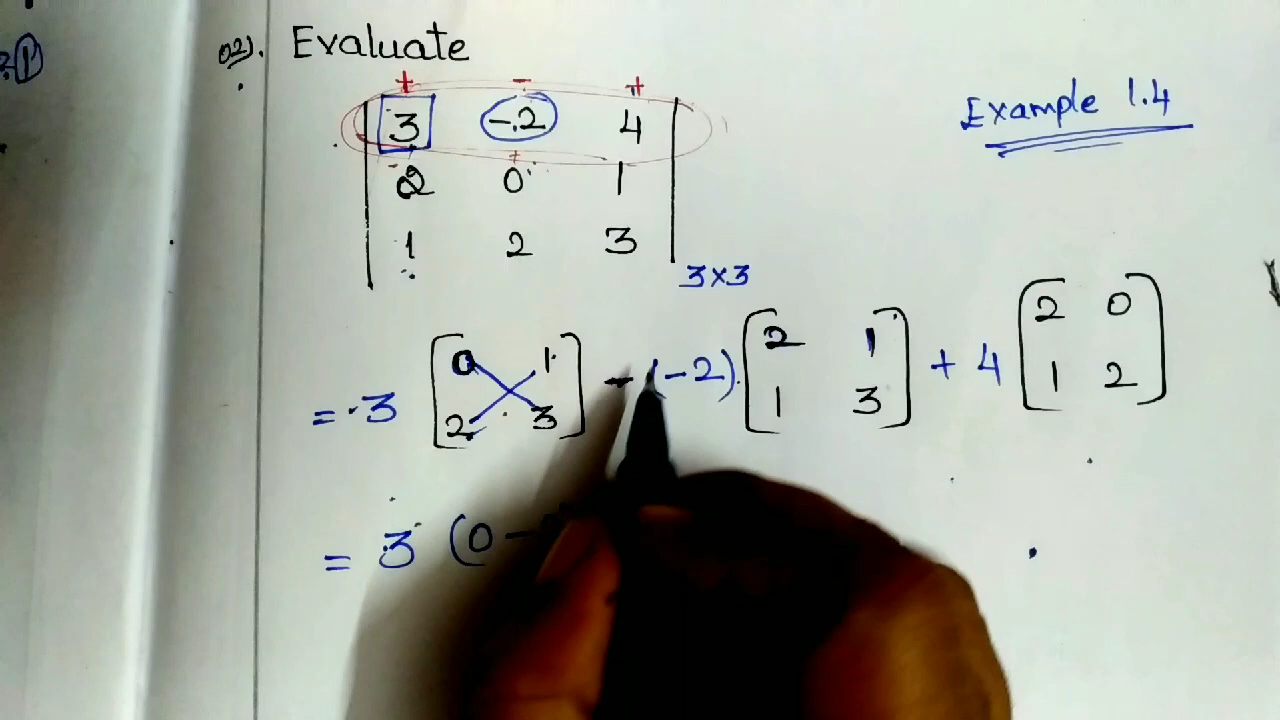 02). Evaluate
+ - +
3 -2 4
2 0 1
1 2 3
3×3
Example 1.4
= 3 [0 1 - (-2). [2 1 + 4 [2 0
2 3] 1 3] 1 2]
= 3 (0 -